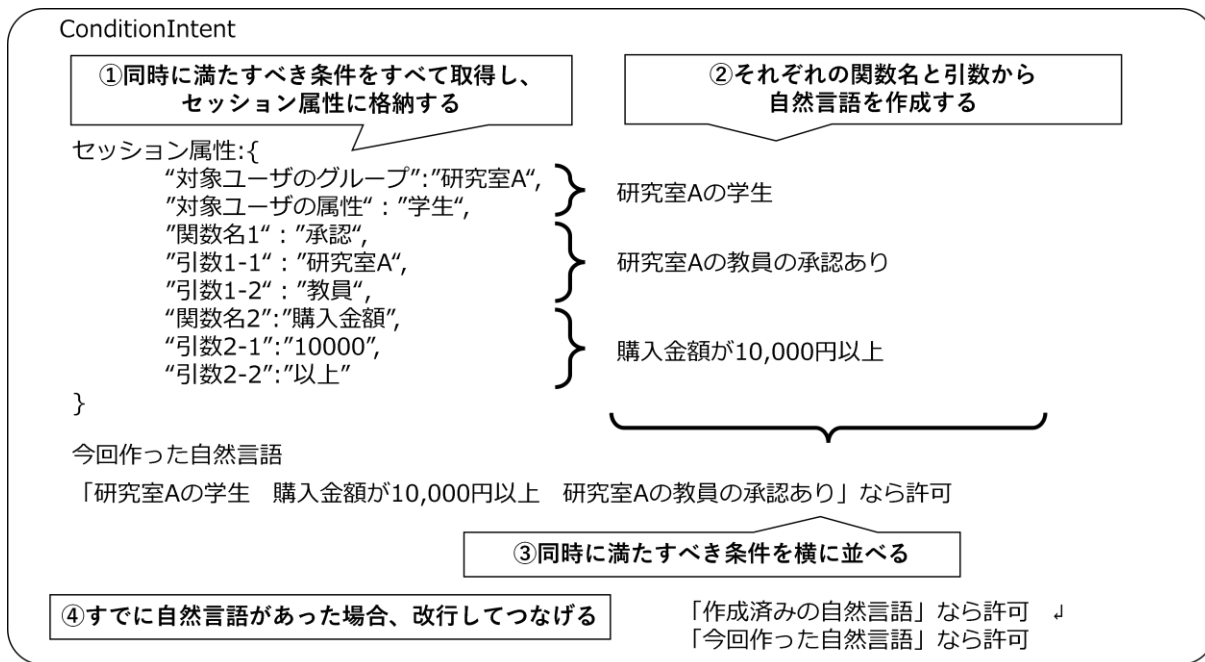 ConditionIntent
①同時に満たすべき条件をすべて取得し、
セッション属性に格納する
②それぞれの関数名と引数から
自然言語を作成する
セッション属性:{
“対象ユーザのグループ”:”研究室A“,
”対象ユーザの属性“ : ”学生“,
”関数名1“ : ”承認“,
”引数1-1“ : ”研究室A“,
”引数1-2“ : ”教員“,
“関数名2”:”購入金額”,
“引数2-1”:”10000”,
“引数2-2”:”以上”
}
研究室Aの学生
研究室Aの教員の承認あり
購入金額が10,000円以上
今回作った自然言語
「研究室Aの学生　購入金額が10,000円以上　研究室Aの教員の承認あり」なら許可
③同時に満たすべき条件を横に並べる
④すでに自然言語があった場合、改行してつなげる
「作成済みの自然言語」なら許可　↲
「今回作った自然言語」なら許可